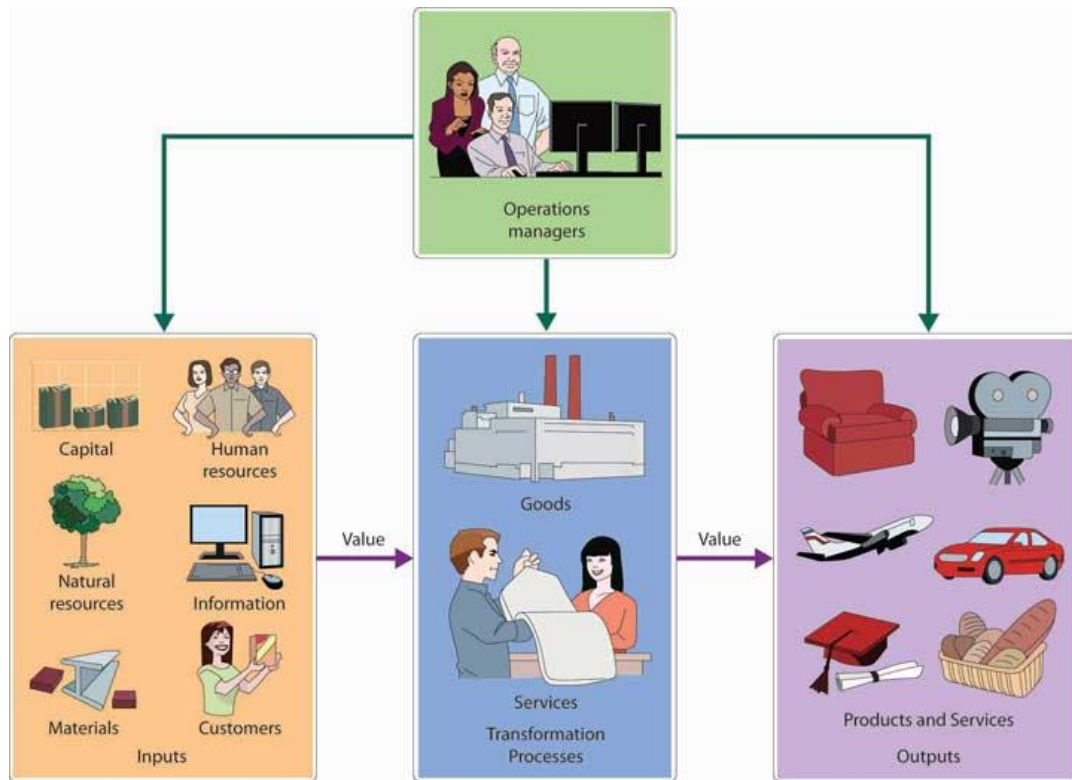 Operations
managers
Capital
Human
resources
Natural
resources
Information
Materials
Customers
Inputs
Value
Goods
Services
Transformation
Processes
Value
Products and Services
Outputs